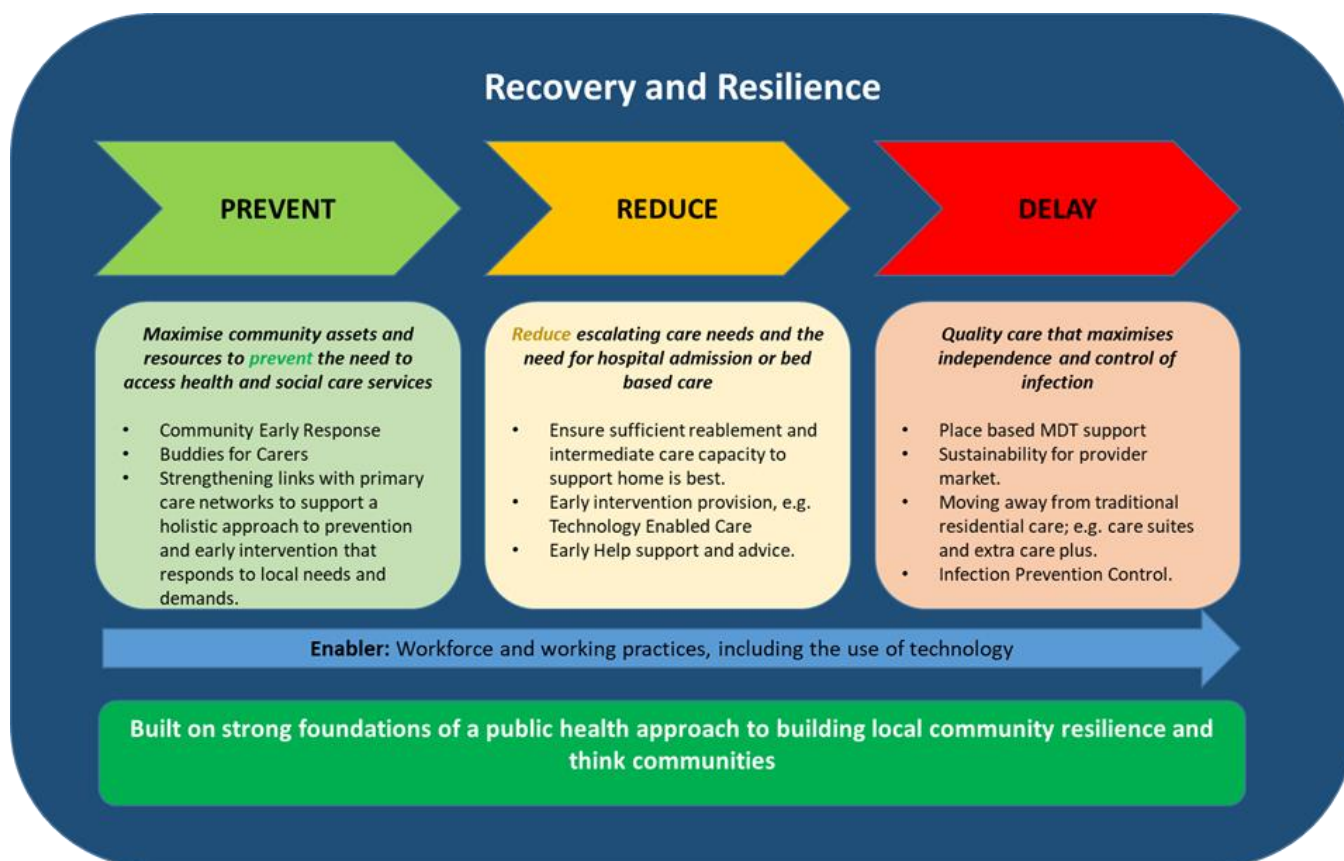 Recovery and Resilience
PREVENT
REDUCE
DELAY
Maximise community assets and
resources to prevent the need to
access health and social care services
• Community Early Response
• Buddies for Carers
• Strengthening links with primary
care networks to support a
holistic approach to prevention
and early intervention that
responds to local needs and
demands.
Reduce escalating care needs and the
need for hospital admission or bed
based care
• Ensure sufficient reablement and
intermediate care capacity to
support home is best.
• Early intervention provision, e.g.
Technology Enabled Care
• Early Help support and advice.
Quality care that maximises
independence and control of
infection
• Place based MDT support
• Sustainability for provider
market.
• Moving away from traditional
residential care; e.g. care suites
and extra care plus.
• Infection Prevention Control.
Enabler: Workforce and working practices, including the use of technology
Built on strong foundations of a public health approach to building local community resilience and
think communities